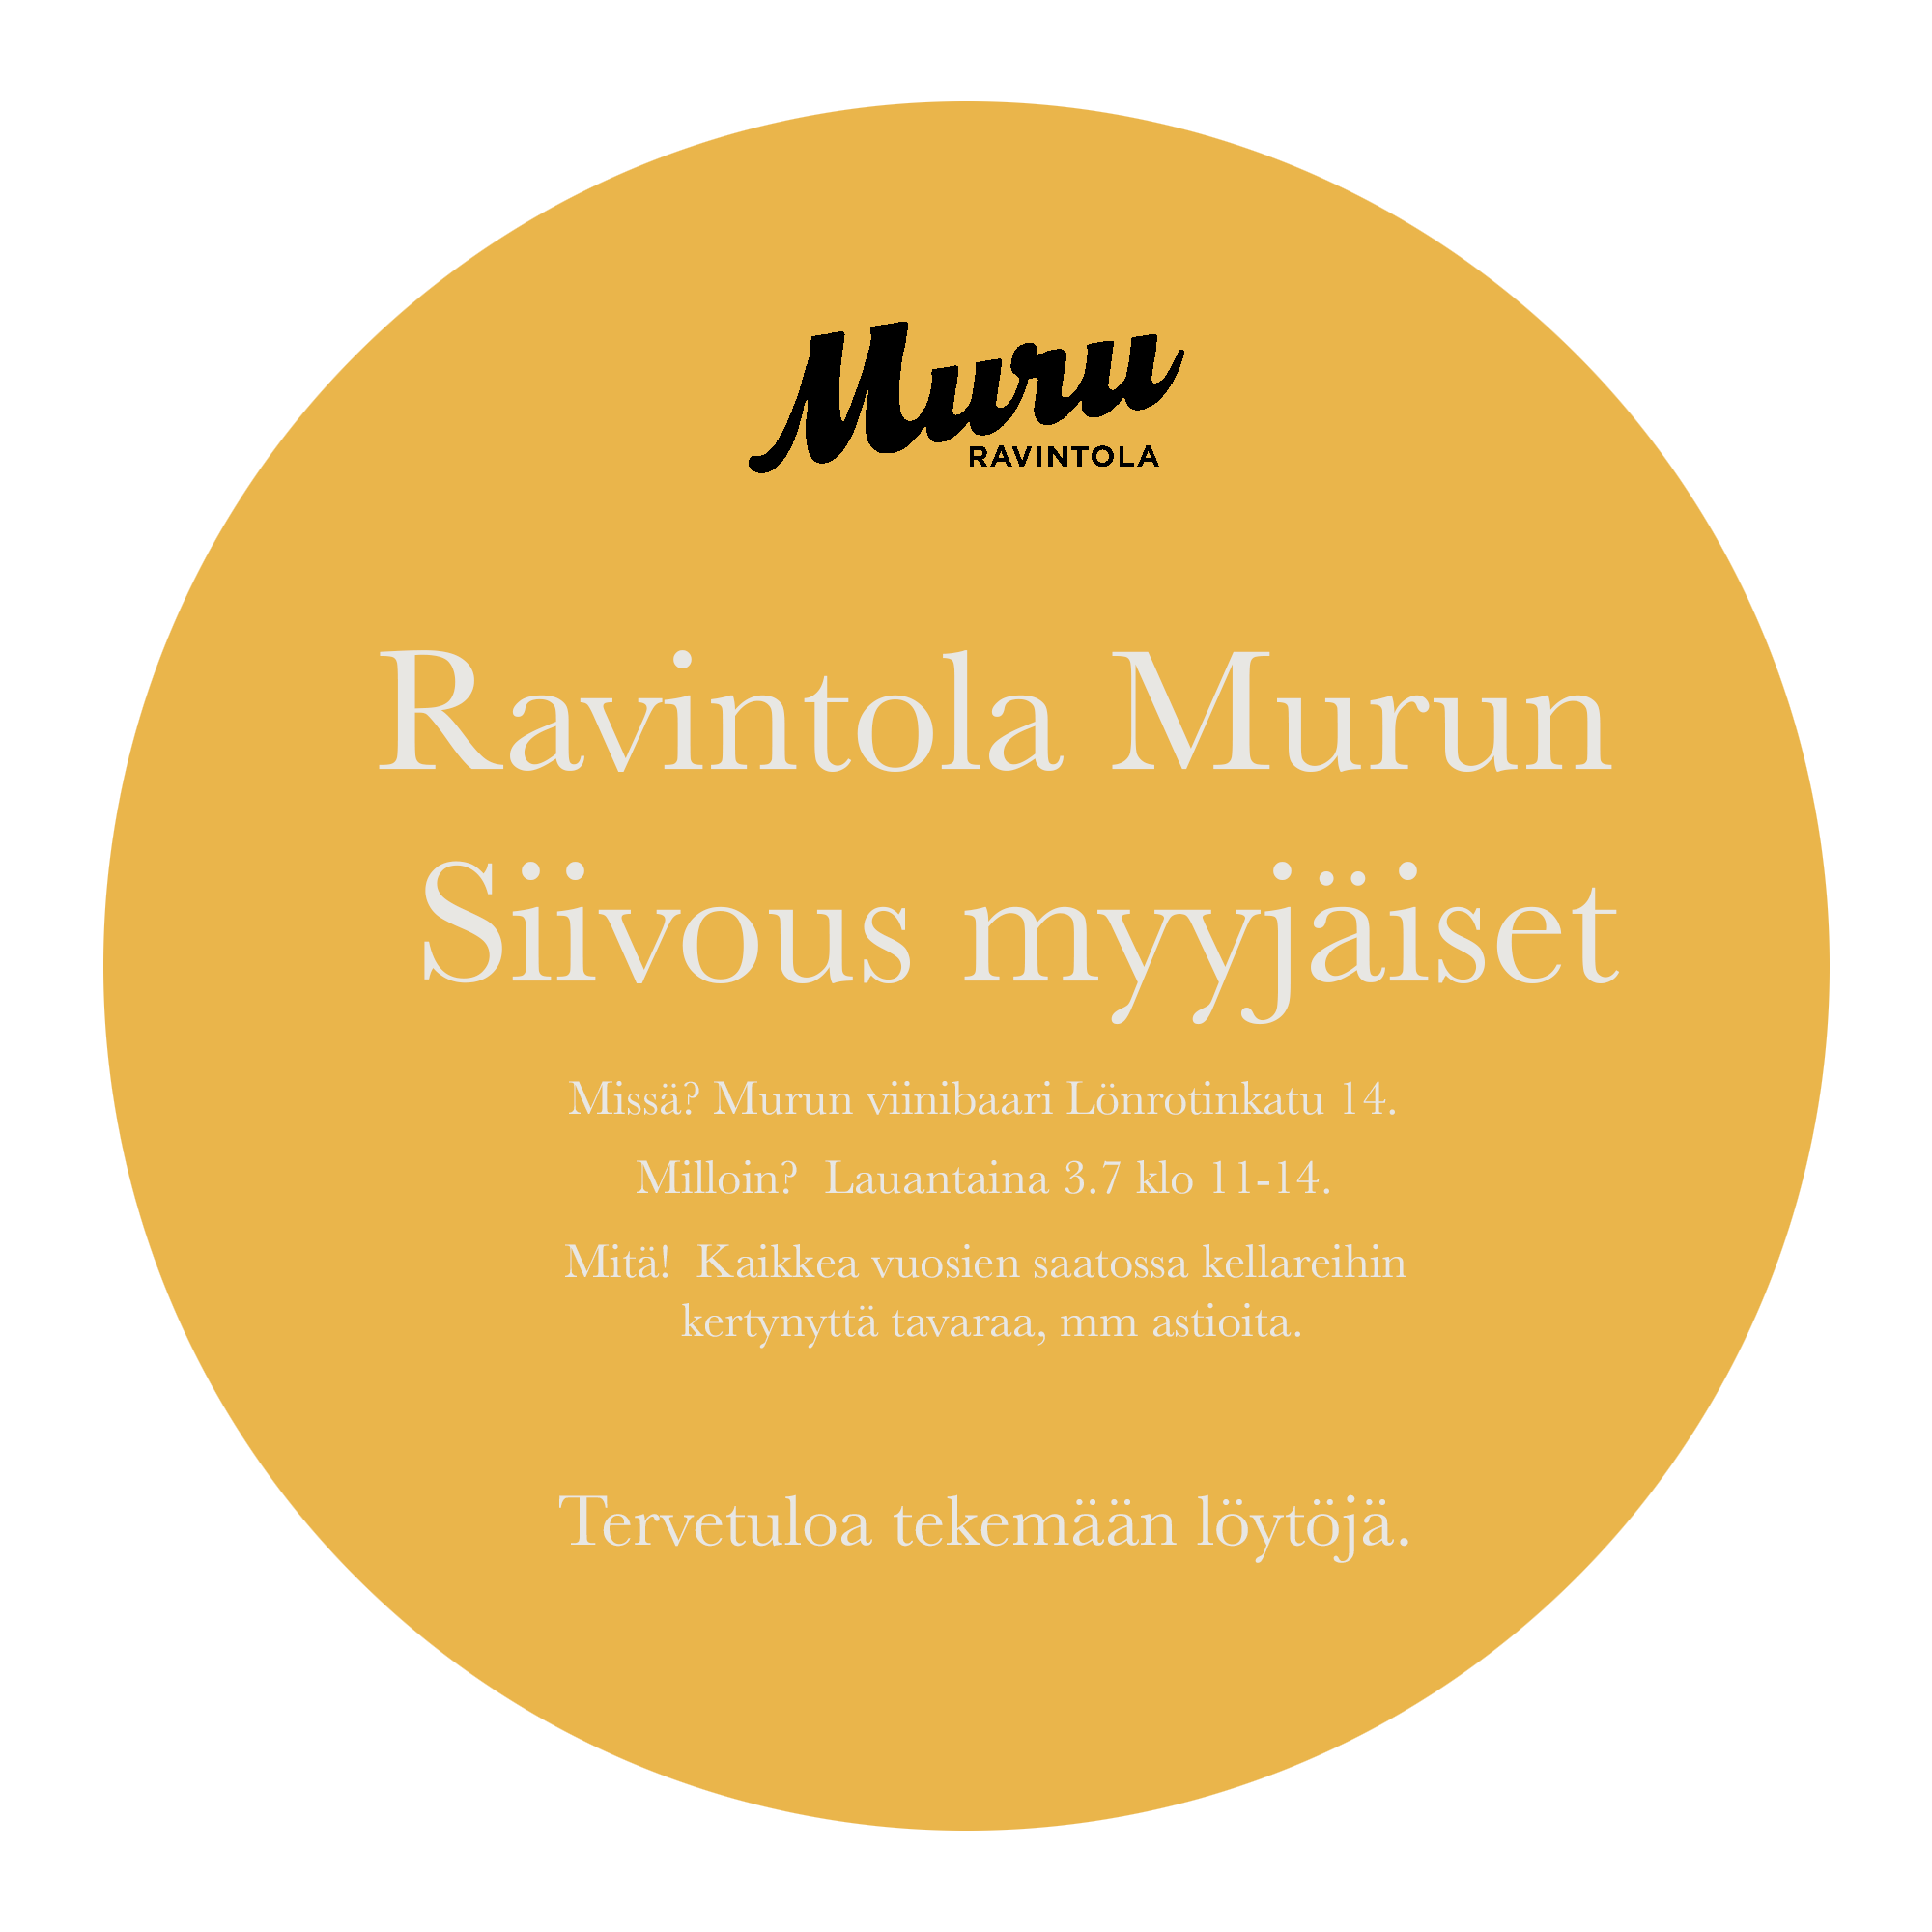 Muru
RAVINTOLA
Ravintola Murun
Siivous myyjäiset
Missä? Murun viinibaari Lönrotinkatu 14.
Milloin? Lauantaina 3.7 klo 11-14.
Mitä! Kaikkea vuosien saatossa kellareihin
kertynyttä tavaraa, mm astioita.
Tervetuloa tekemään löytöjä.